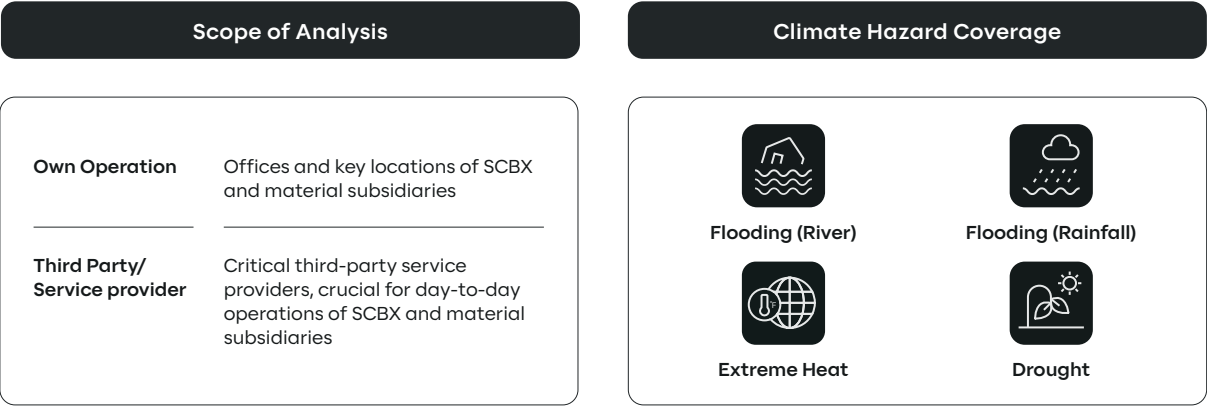 Scope of Analysis
Own Operation
Offices and key locations of SCBX
and material subsidiaries
Third Party/
Service provider
Critical third-party service
providers, crucial for day-to-day
operations of SCBX and material
subsidiaries
Climate Hazard Coverage
Flooding (River)
Flooding (Rainfall)
°F
Extreme Heat
Drought